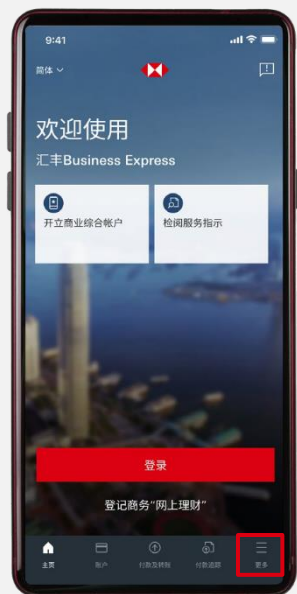 9:41
简体
欢迎使用
汇丰Business Express
开立商业综合帐户
检阅服务指示
登录
登记商务“网上理财”
主页
账户
付款及转账
付款追踪
更多